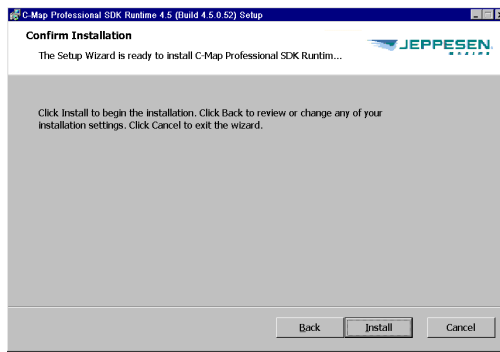 C-Map Professional SDK Runtime 4.5 (Build 4.5.0.52) Setup
Confirm Installation
The Setup Wizard is ready to install C-Map Professional SDK Runtim...
JEPPESEN.
MARINE
Click Install to begin the installation. Click Back to review or change any of your
installation settings. Click Cancel to exit the wizard.
Back
Install
Cancel